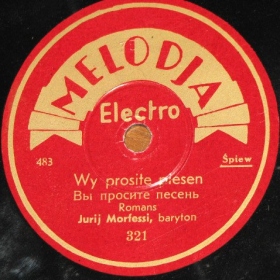 MELODJA
Electro
483
Śpiew
Wy prosite piesen
Вы просите песень
Romans
Jurij Morfessi, baryton
321